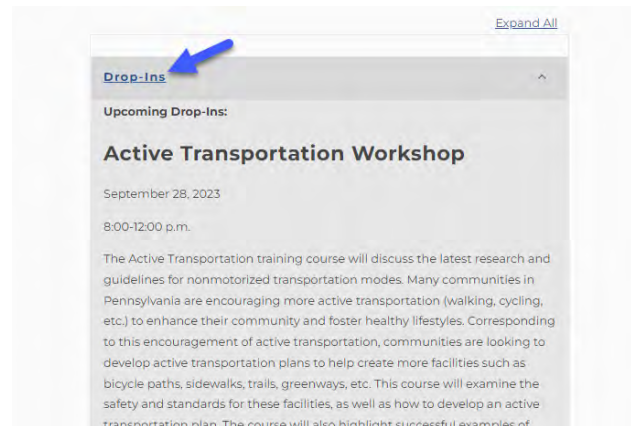 Expand All
Drop-Ins
Upcoming Drop-Ins:
Active Transportation Workshop
September 28, 2023
8:00-12:00 p.m.
The Active Transportation training course will discuss the latest research and
guidelines for nonmotorized transportation modes. Many communities in
Pennsylvania are encouraging more active transportation (walking, cycling,
etc.) to enhance their community and foster healthy lifestyles. Corresponding
to this encouragement of active transportation, communities are looking to
develop active transportation plans to help create more facilities such as
bicycle paths, sidewalks, trails, greenways, etc. This course will examine the
safety and standards for these facilities, as well as how to develop an active
transportation plan. The course will also highlight successful examples of